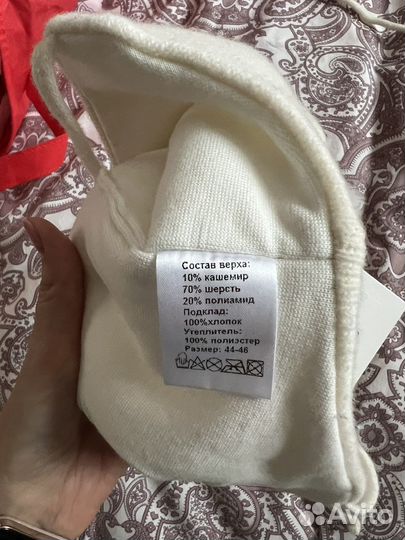 Состав верха:
10% кашемир
70% шерсть
20% полиамид
Подклад:
100%хлопок
Утеплитель:
100% полиэстер
Размер: 44-46
Avito